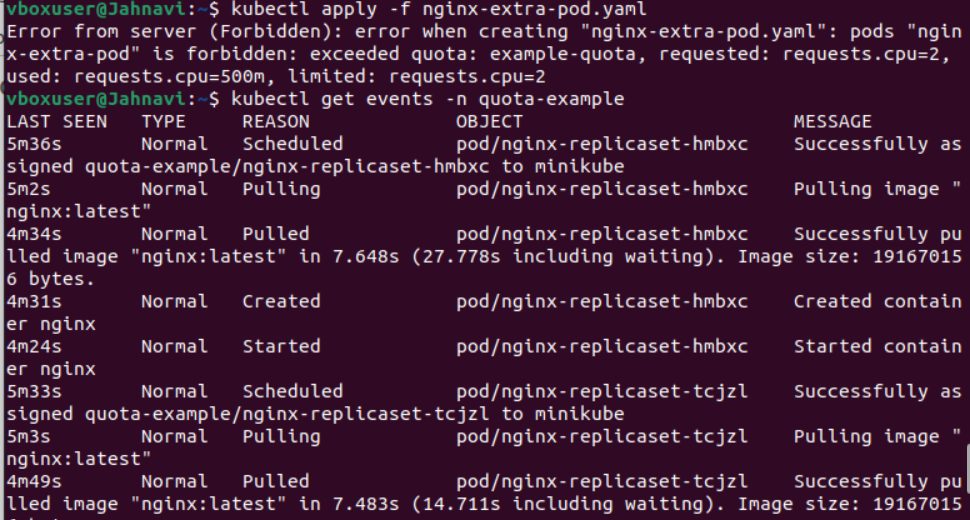 vboxuser@Jahnavi:~$ kubectl apply -f nginx-extra-pod.yaml
Error from server (Forbidden): error when creating "nginx-extra-pod.yaml": pods "ngin
x-extra-pod" is forbidden: exceeded quota: example-quota, requested: requests.cpu=2,
used: requests.cpu=500m, limited: requests.cpu=2
vboxuser@Jahnavi:~$ kubectl get events -n quota-example
LAST SEEN   TYPE     REASON             OBJECT                        MESSAGE
5m36s       Normal   Scheduled          pod/nginx-replicaset-hmbxc    Successfully as
signed quota-example/nginx-replicaset-hmbxc to minikube
5m2s        Normal   Pulling            pod/nginx-replicaset-hmbxc    Pulling image "
nginx:latest"
4m34s       Normal   Pulled             pod/nginx-replicaset-hmbxc    Successfully pu
lled image "nginx:latest" in 7.648s (27.778s including waiting). Image size: 19167015
6 bytes.
4m31s       Normal   Created            pod/nginx-replicaset-hmbxc    Created contain
er nginx
4m24s       Normal   Started            pod/nginx-replicaset-hmbxc    Started contain
er nginx
5m33s       Normal   Scheduled          pod/nginx-replicaset-tcjzl    Successfully as
signed quota-example/nginx-replicaset-tcjzl to minikube
5m3s        Normal   Pulling            pod/nginx-replicaset-tcjzl    Pulling image "
nginx:latest"
4m49s       Normal   Pulled             pod/nginx-replicaset-tcjzl    Successfully pu
lled image "nginx:latest" in 7.483s (14.711s including waiting). Image size: 19167015